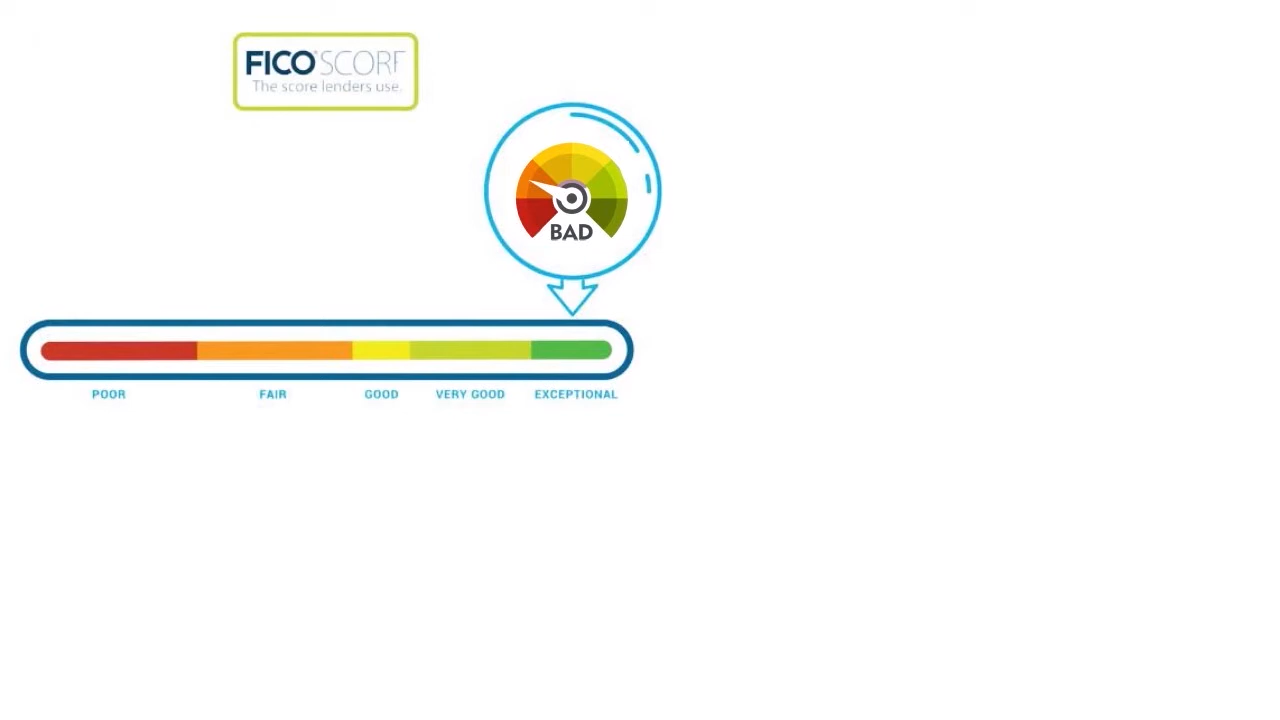 FICO SCORE
The score lenders use.
BAD
POOR FAIR GOOD VERY GOOD EXCEPTIONAL